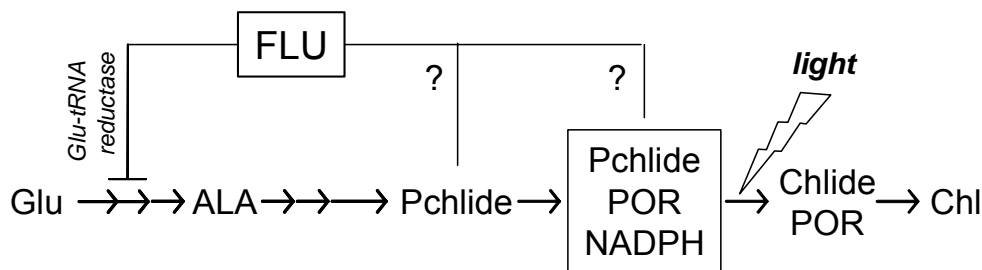 FLU
Glu-tRNA
reductase
?
?
light
Glu
ALA
Pchlide
Pchlide
POR
NADPH
Chlide
POR
Chl